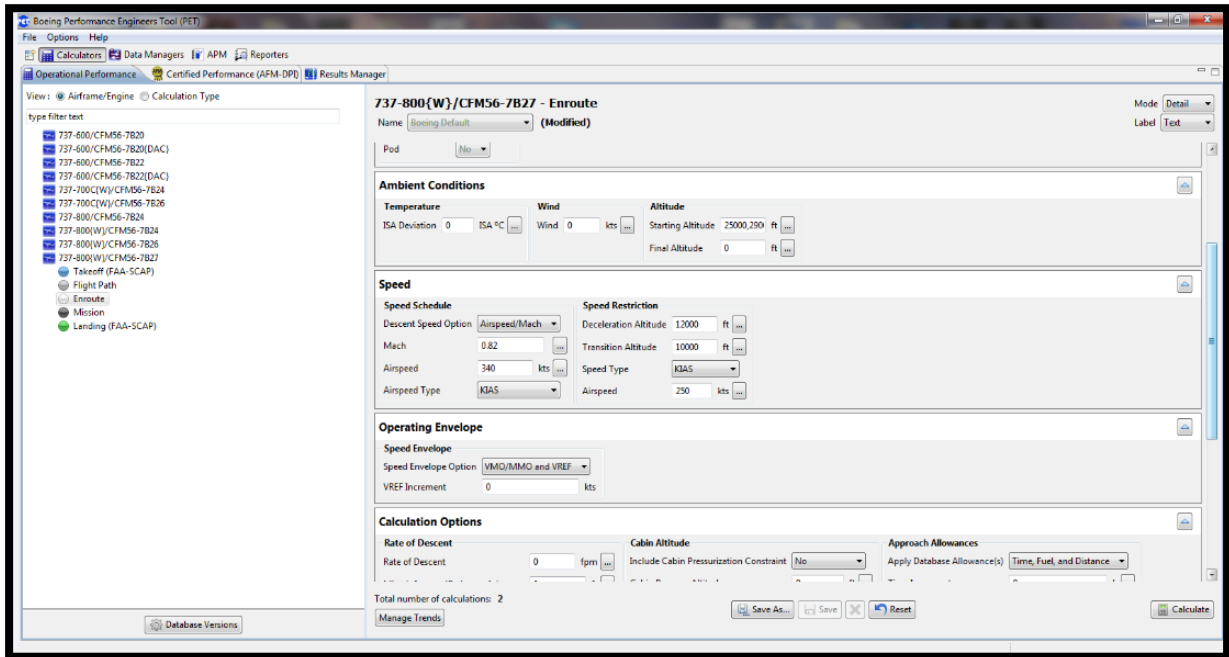 Boeing Performance Engineers Tool (PET)
File Options Help
Calculators Data Managers APM Reporters
Operational Performance Certified Performance (AFM-DPI) Results Manager
View: Airframe/Engine Calculation Type
type filter text
737-600/CFM56-7B20
737-600/CFM56-7B20{DAC}
737-600/CFM56-7B22
737-600/CFM56-7B22{DAC}
737-700C{W}/CFM56-7B24
737-700C{W}/CFM56-7B26
737-800/CFM56-7B24
737-800{W}/CFM56-7B24
737-800{W}/CFM56-7B26
737-800{W}/CFM56-7B27
Takeoff (FAA-SCAP)
Flight Path
Enroute
Mission
Landing (FAA-SCAP)
Database Versions
737-800{W}/CFM56-7B27 - Enroute
Mode Detail
Name Boeing Default (Modified)
Label Text
Pod No
Ambient Conditions
Temperature Wind Altitude
ISA Deviation 0 ISA ºC ... Wind 0 kts ... Starting Altitude 25000,290 ft ...
Final Altitude 0 ft ...
Speed
Speed Schedule Speed Restriction
Descent Speed Option Airspeed/Mach Deceleration Altitude 12000 ft ...
Mach 0.82 ... Transition Altitude 10000 ft ...
Airspeed 340 kts ... Speed Type KIAS
Airspeed Type KIAS Airspeed 250 kts ...
Operating Envelope
Speed Envelope
Speed Envelope Option VMO/MMO and VREF
VREF Increment 0 kts
Calculation Options
Rate of Descent Cabin Altitude Approach Allowances
Rate of Descent 0 fpm ... Include Cabin Pressurization Constraint No Apply Database Allowance(s) Time, Fuel, and Distance
Total number of calculations: 2
Manage Trends Save As... Save Reset Calculate